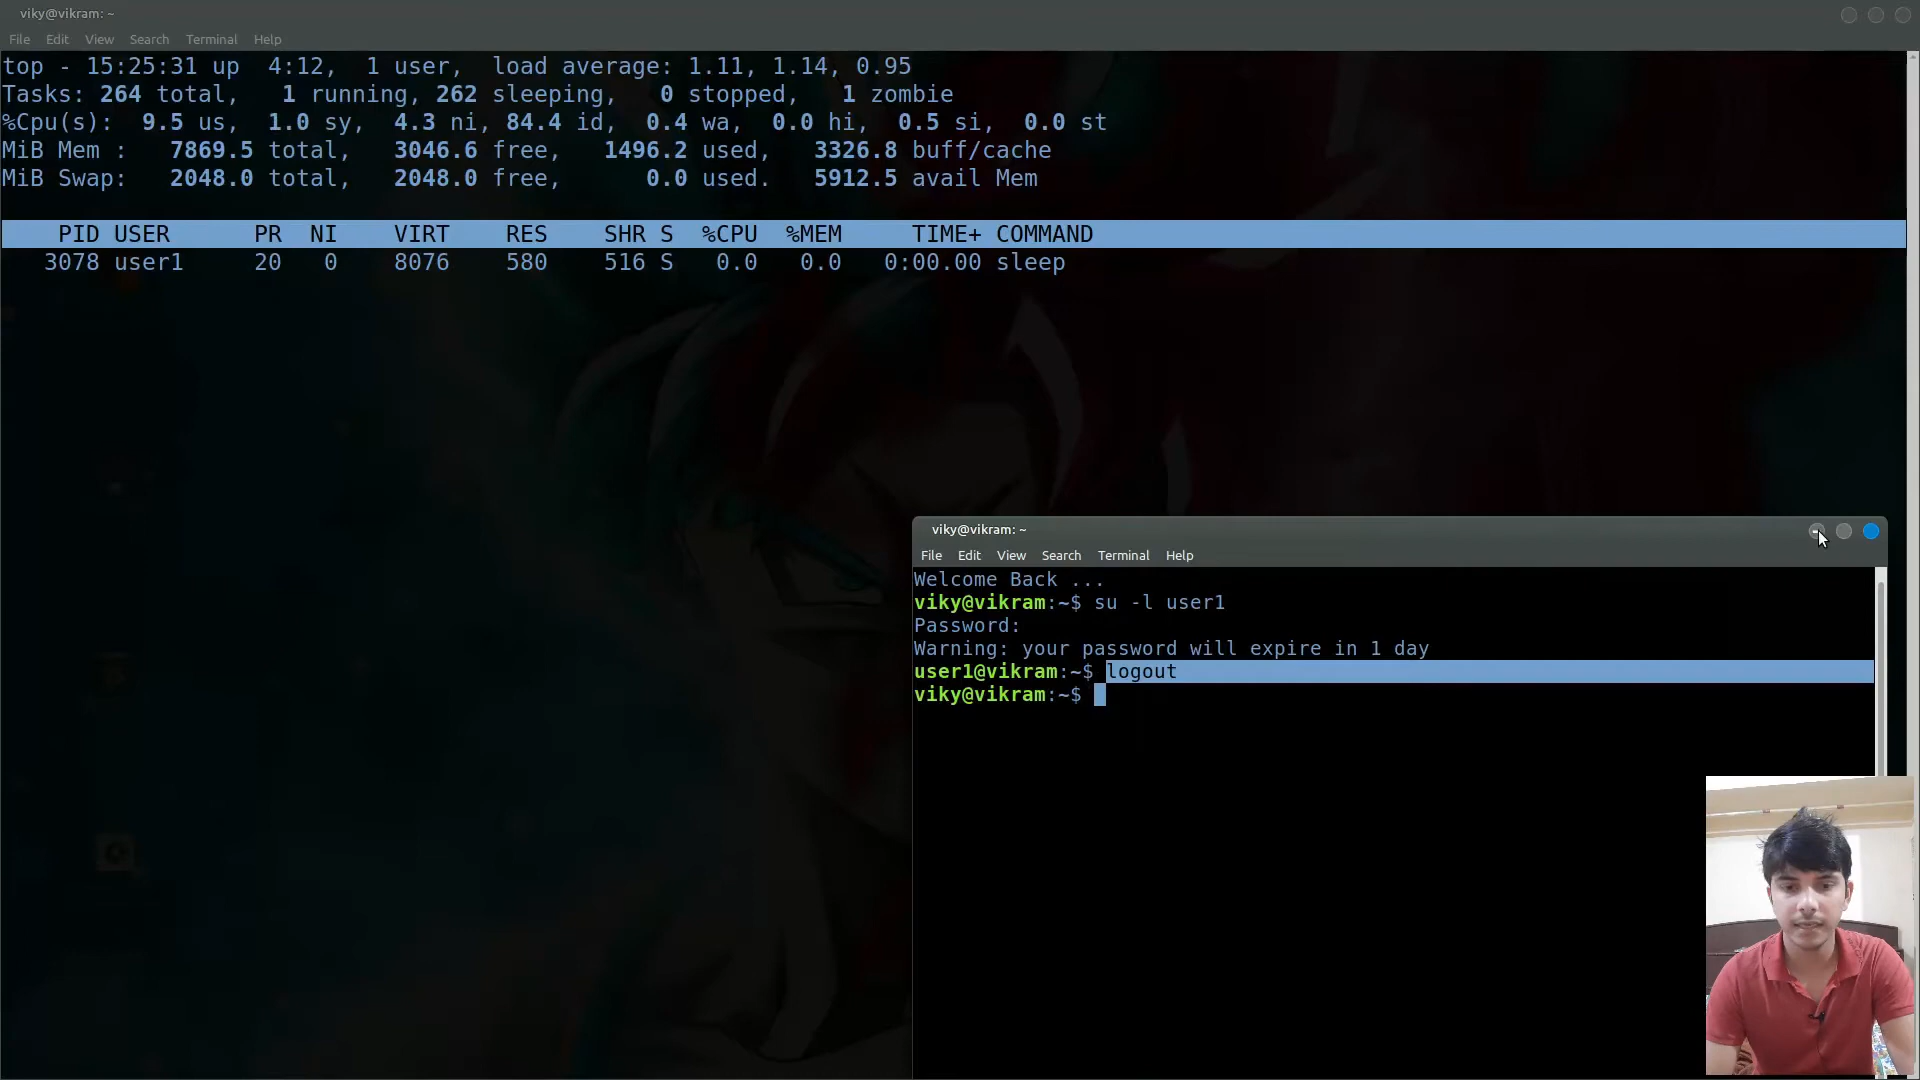 viky@vikram: ~
File Edit View Search Terminal Help
top - 15:25:31 up  4:12,  1 user,  load average: 1.11, 1.14, 0.95
Tasks: 264 total,   1 running, 262 sleeping,   0 stopped,   1 zombie
%Cpu(s):  9.5 us,  1.0 sy,  4.3 ni, 84.4 id,  0.4 wa,  0.0 hi,  0.5 si,  0.0 st
MiB Mem :   7869.5 total,   3046.6 free,   1496.2 used,   3326.8 buff/cache
MiB Swap:   2048.0 total,   2048.0 free,      0.0 used.   5912.5 avail Mem
PID USER      PR  NI    VIRT    RES    SHR S  %CPU  %MEM     TIME+ COMMAND
3078 user1     20   0    8076    580    516 S   0.0   0.0   0:00.00 sleep
viky@vikram: ~
File Edit View Search Terminal Help
Welcome Back ...
viky@vikram:~$ su -l user1
Password:
Warning: your password will expire in 1 day
user1@vikram:~$ logout
viky@vikram:~$